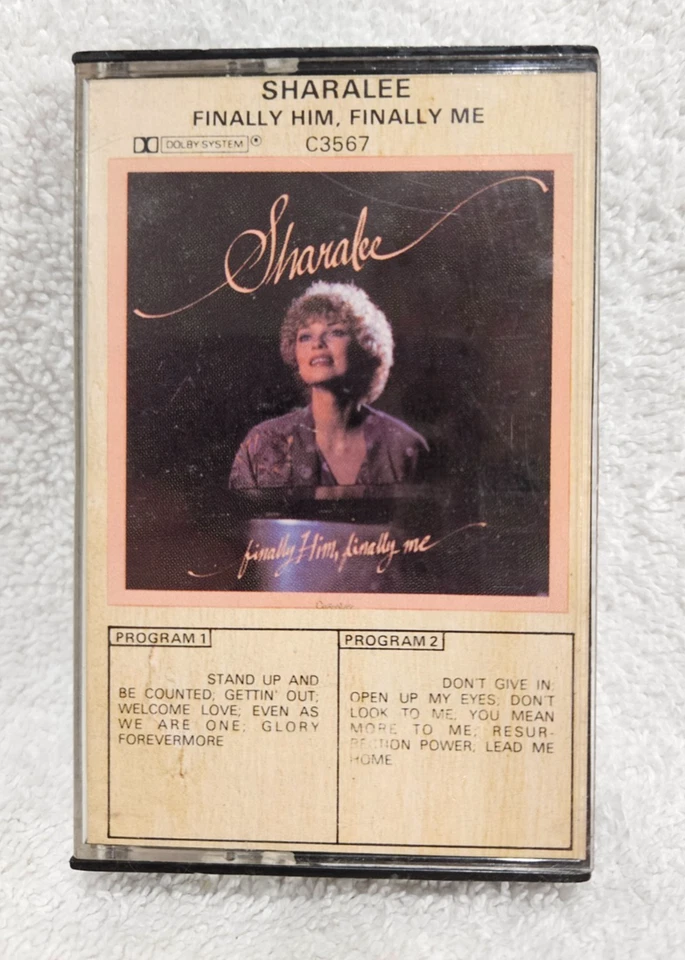 SHARALEE
FINALLY HIM, FINALLY ME
DOLBY SYSTEM ® C3567
Sharalee
finally Him, finally me
PROGRAM 1
STAND UP AND
BE COUNTED; GETTIN' OUT;
WELCOME LOVE; EVEN AS
WE ARE ONE; GLORY
FOREVERMORE
PROGRAM 2
DON'T GIVE IN;
OPEN UP MY EYES; DON'T
LOOK TO ME; YOU MEAN
MORE TO ME; RESUR-
RECTION POWER; LEAD ME
HOME